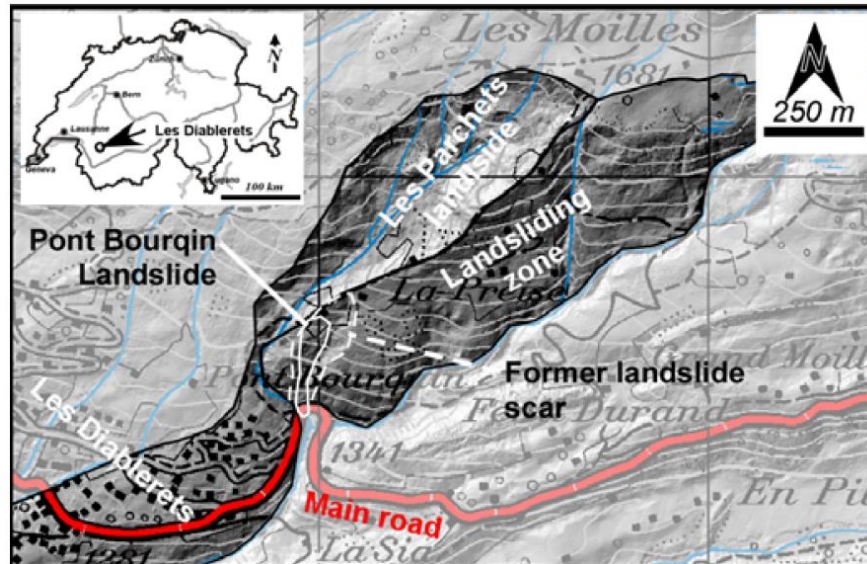 Les Moilles
1681
N
250 m
N
Zürich
Bern
Lausanne
Les Diablerets
Geneva
Lugano
100 km
Les Parchets
landslide
Pont Bourqin
Landslide
Landsliding
zone
La Preise
Pont Bourquin
Grand Moille
Former landslide
scar
Durand
Les Diablerets
1341
Main road
En Pi
La Sia
1281